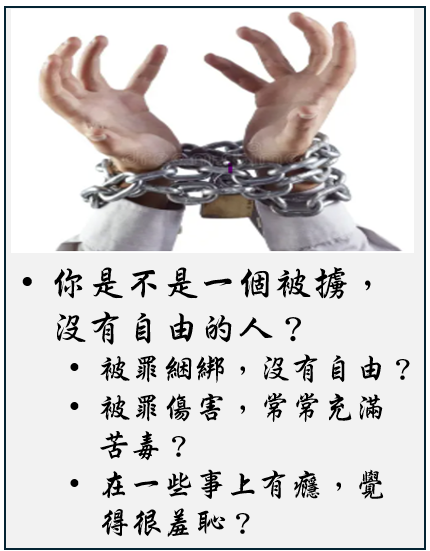 • 你是不是一個被擄，
沒有自由的人？
• 被罪綑綁，沒有自由？
• 被罪傷害，常常充滿
苦毒？
• 在一些事上有癮，覺
得很羞恥？